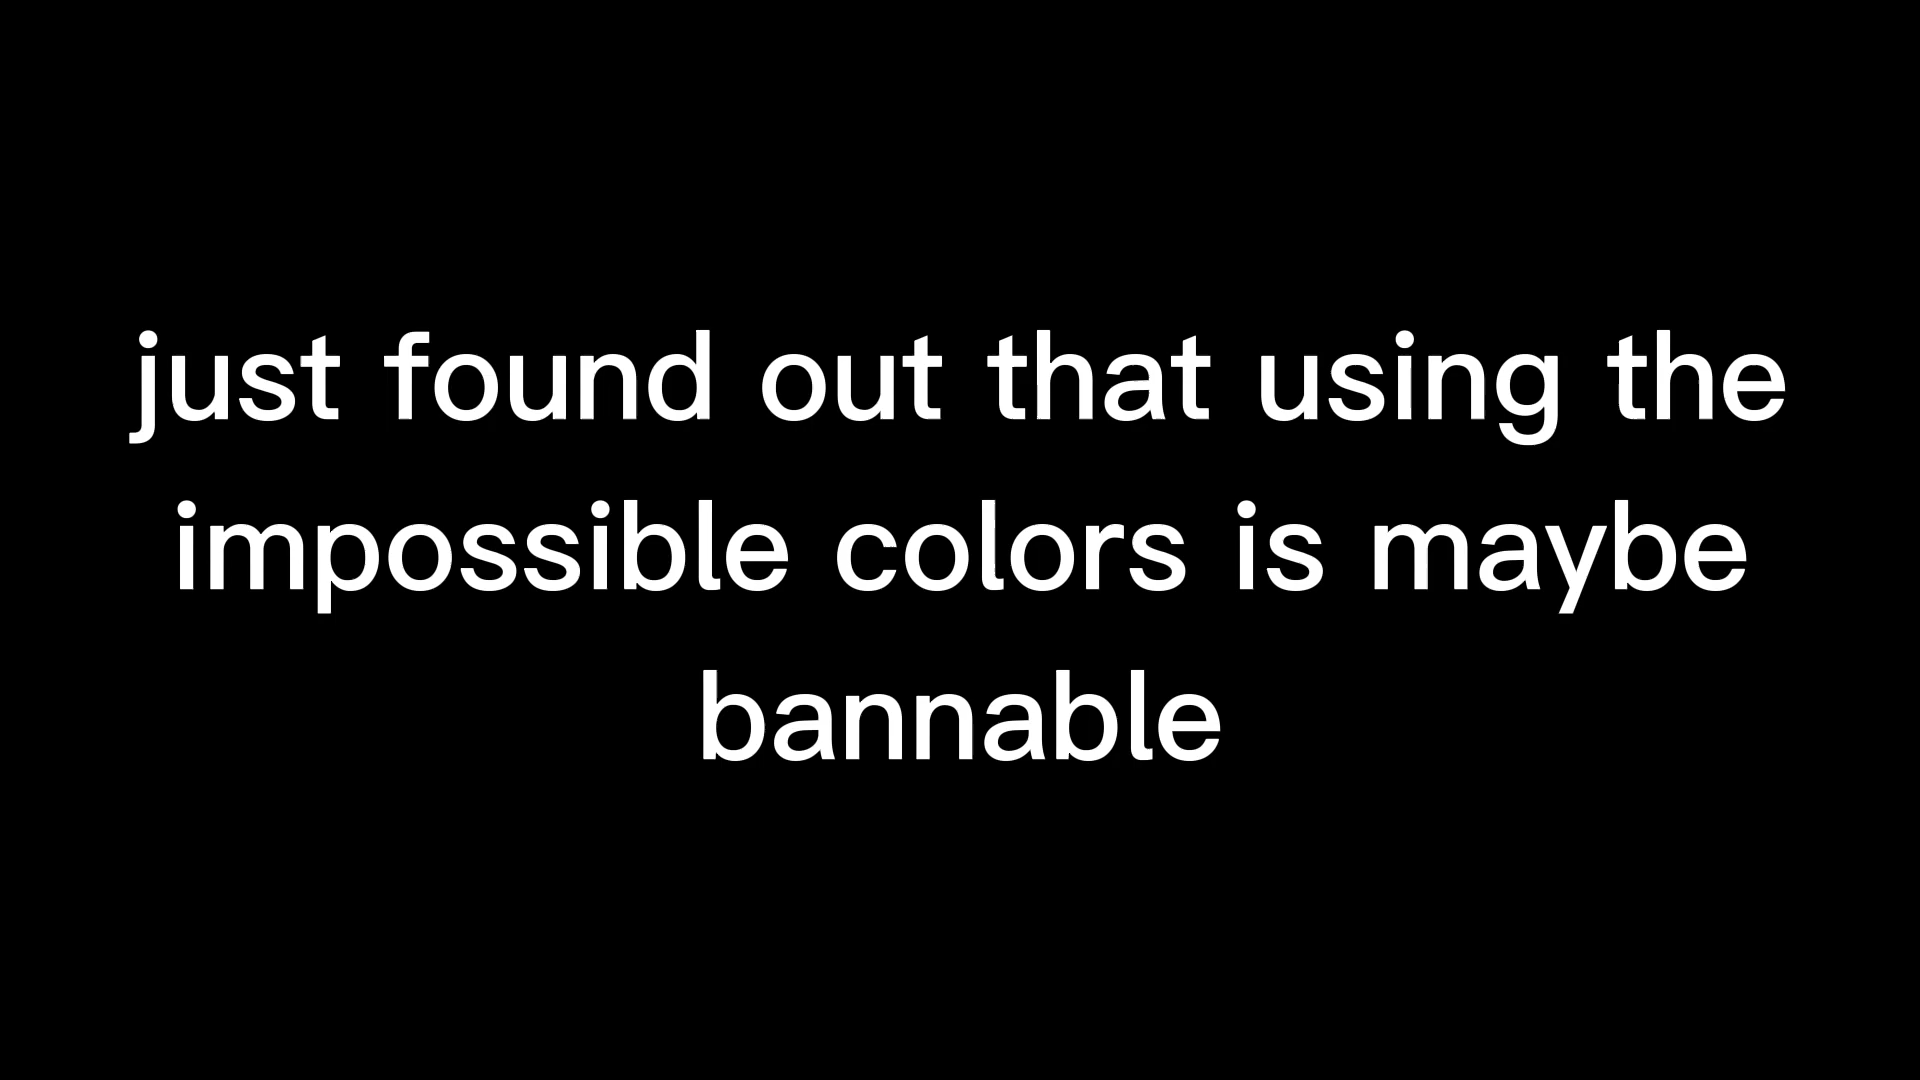 just found out that using the
impossible colors is maybe
bannable